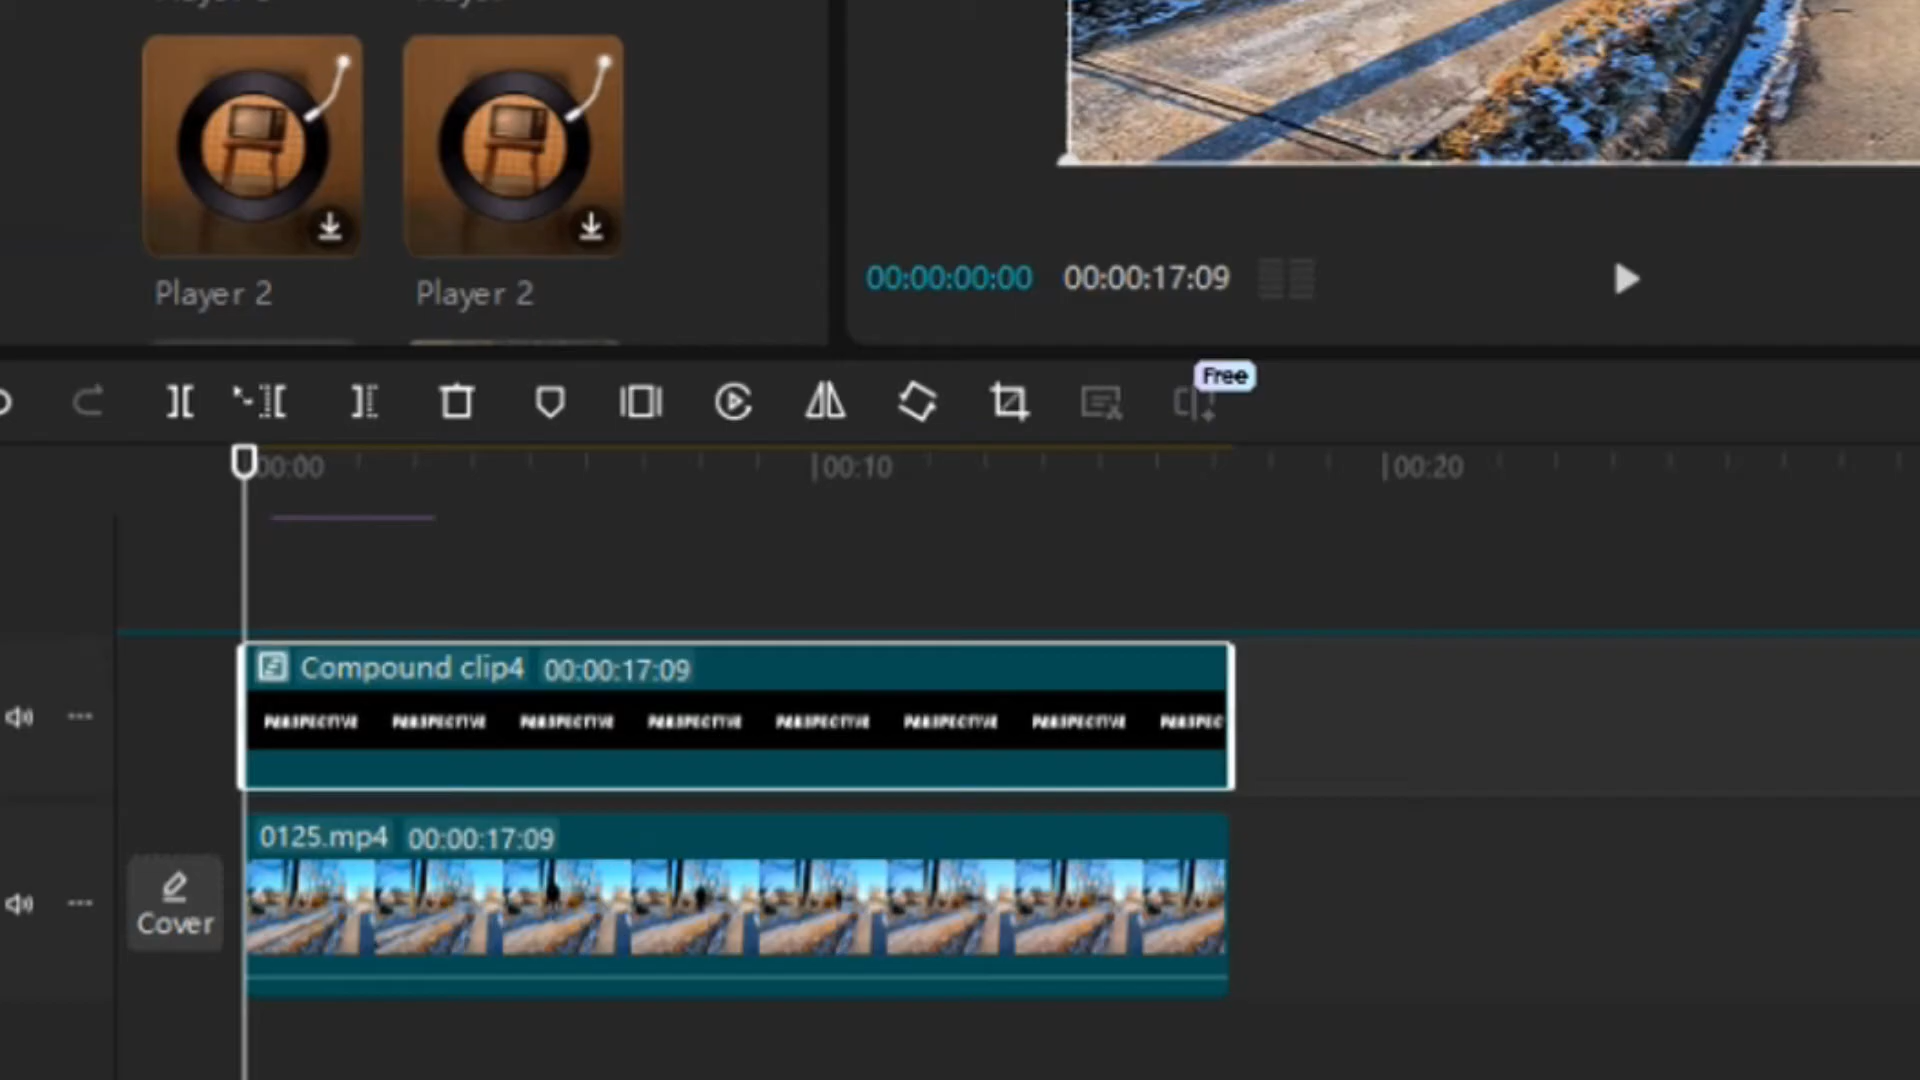 Player 2
Player 2
00:00:00:00 00:00:17:09
Free
00:00 00:10 00:20
Compound clip4 00:00:17:09
PERSPECTIVE PERSPECTIVE PERSPECTIVE PERSPECTIVE PERSPECTIVE PERSPECTIVE PERSPECTIVE PERSPEC
0125.mp4 00:00:17:09
Cover